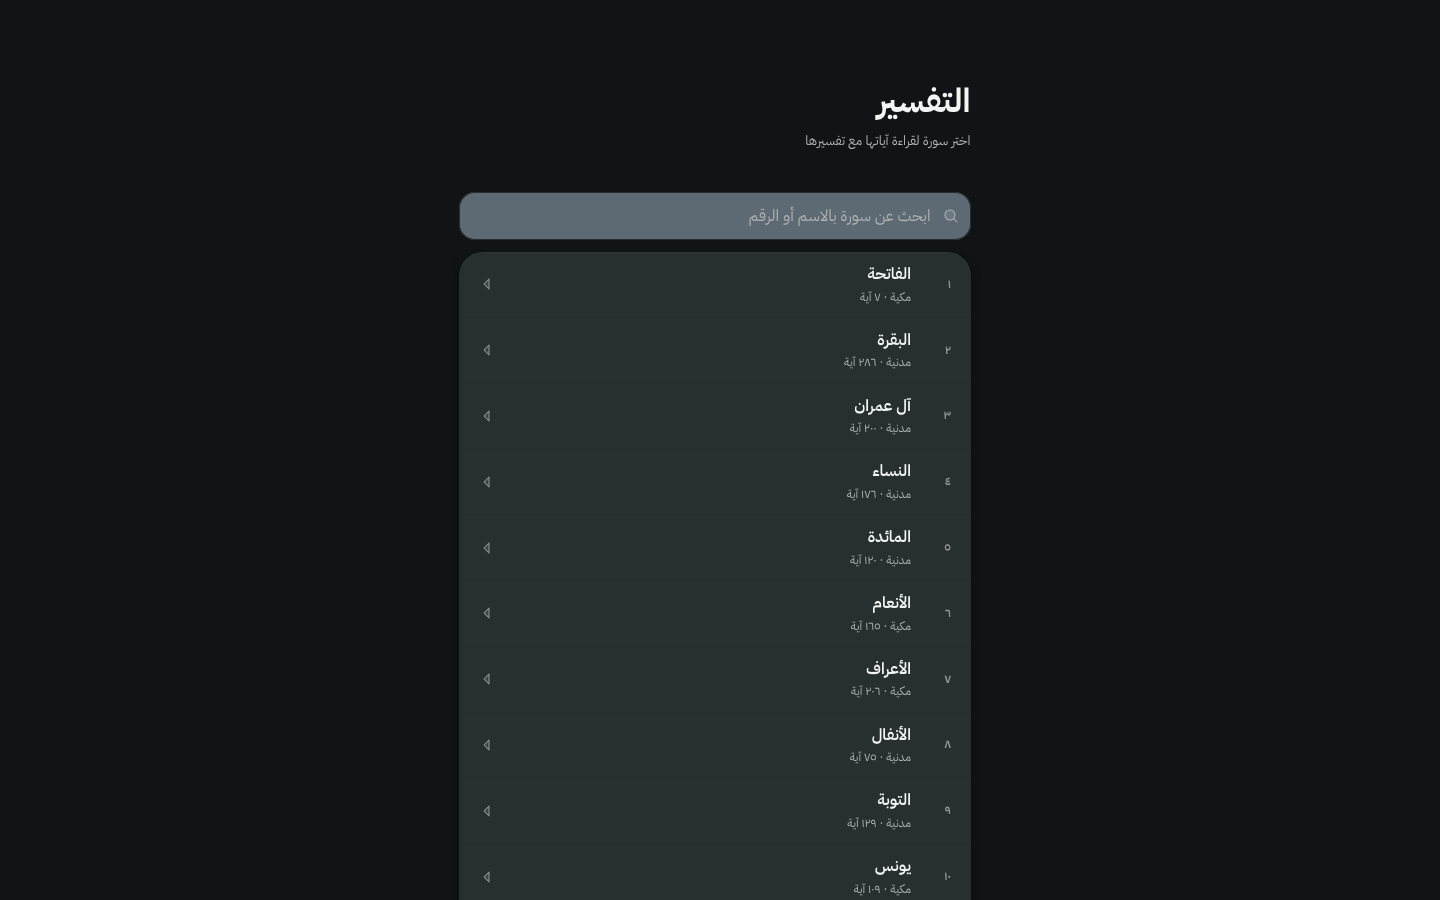 التفسير
اختر سورة لقراءة آياتها مع تفسيرها
ابحث عن سورة بالاسم أو الرقم
١
الفاتحة
مكية · ٧ آية
٢
البقرة
مدنية · ٢٨٦ آية
٣
آل عمران
مدنية · ٢٠٠ آية
٤
النساء
مدنية · ١٧٦ آية
٥
المائدة
مدنية · ١٢٠ آية
٦
الأنعام
مكية · ١٦٥ آية
٧
الأعراف
مكية · ٢٠٦ آية
٨
الأنفال
مدنية · ٧٥ آية
٩
التوبة
مدنية · ١٢٩ آية
١٠
يونس
مكية · ١٠٩ آية